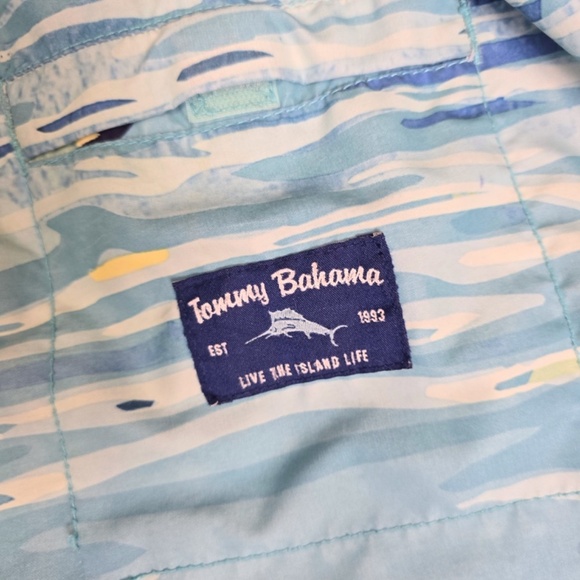 Tommy Bahama
EST 1993
LIVE THE ISLAND LIFE